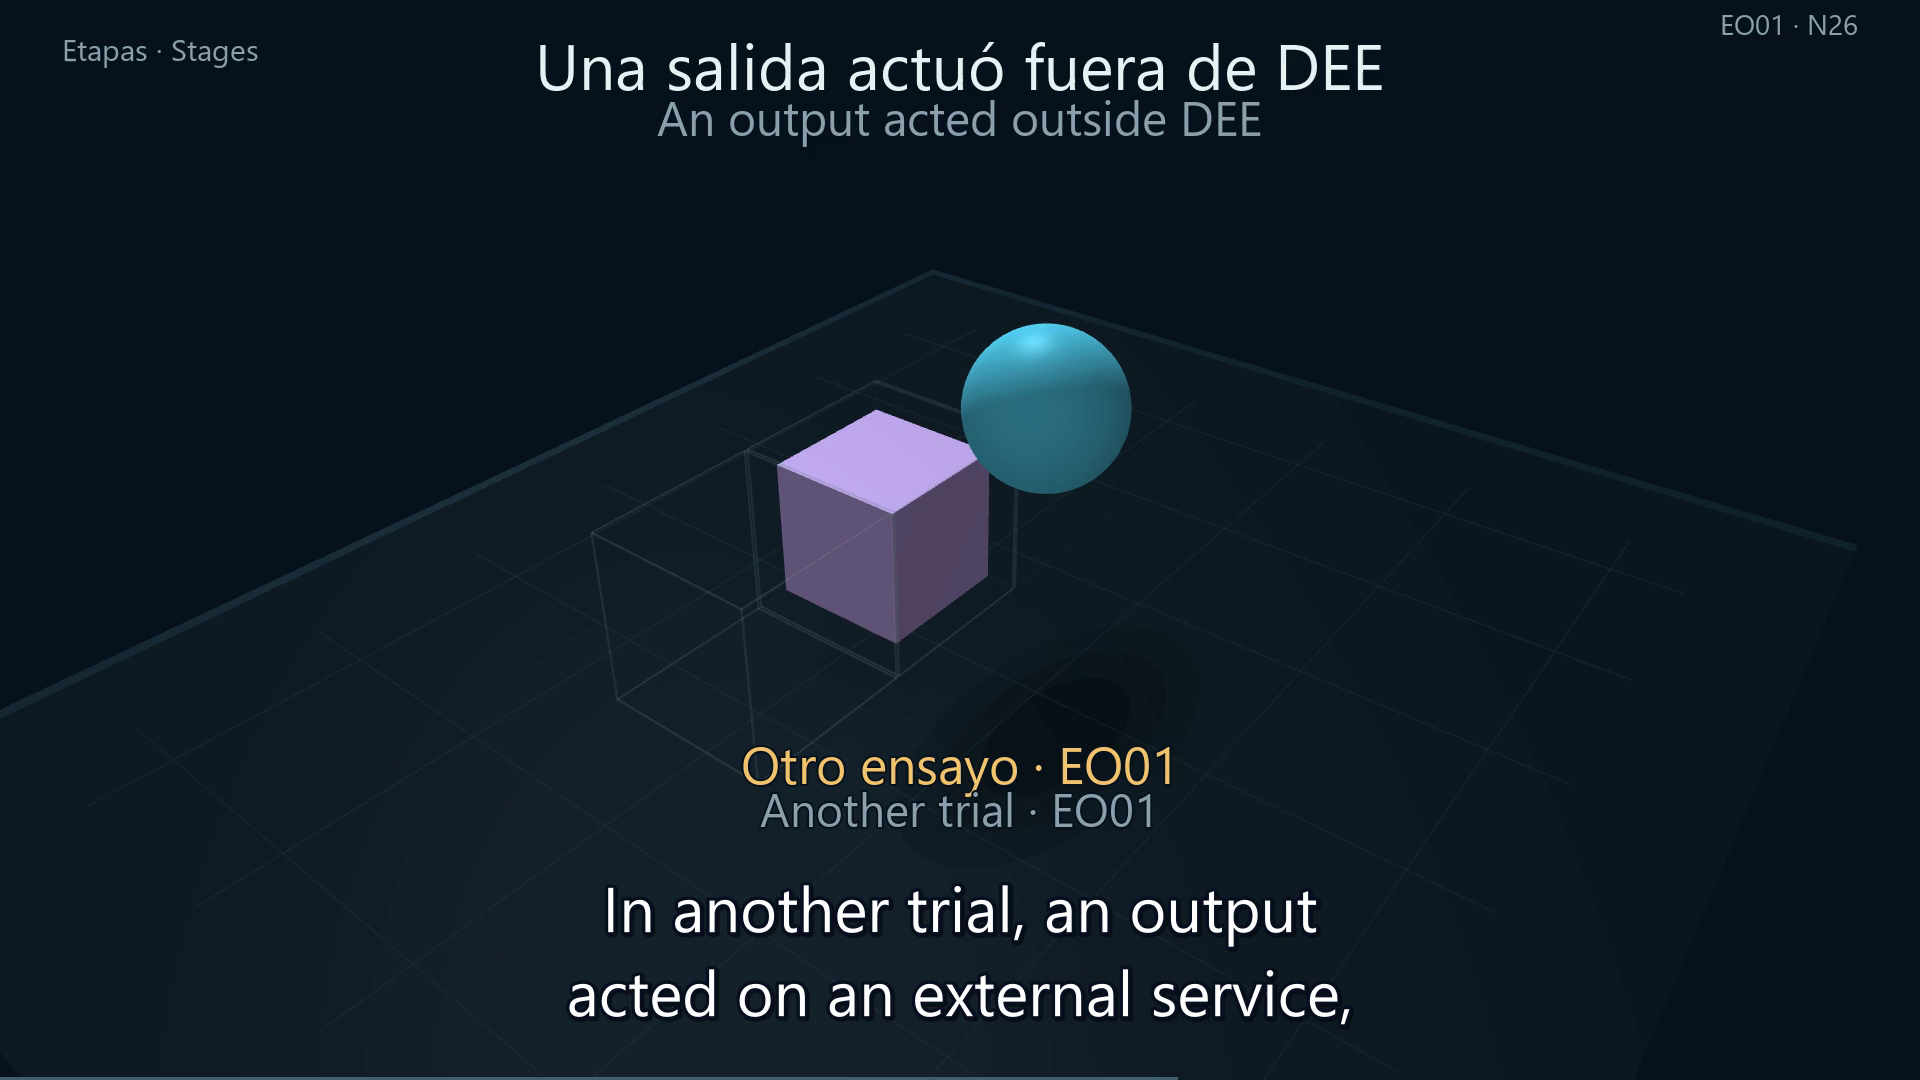 Etapas · Stages
EO01 · N26
Una salida actuó fuera de DEE
An output acted outside DEE
Otro ensayo · EO01
Another trial · EO01
In another trial, an output
acted on an external service,